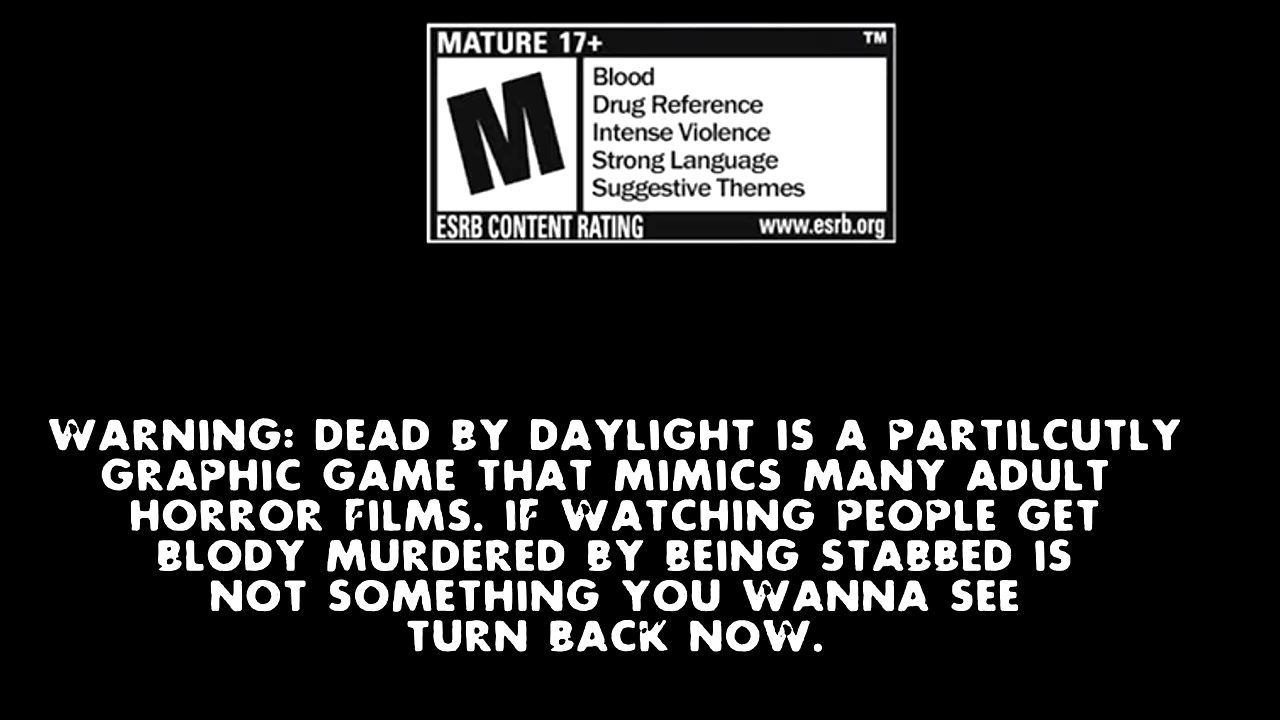 MATURE 17+ ™
M
Blood
Drug Reference
Intense Violence
Strong Language
Suggestive Themes
ESRB CONTENT RATING www.esrb.org
WARNING: DEAD BY DAYLIGHT IS A PARTILCUTLY
GRAPHIC GAME THAT MIMICS MANY ADULT
HORROR FILMS. IF WATCHING PEOPLE GET
BLODY MURDERED BY BEING STABBED IS
NOT SOMETHING YOU WANNA SEE
TURN BACK NOW.